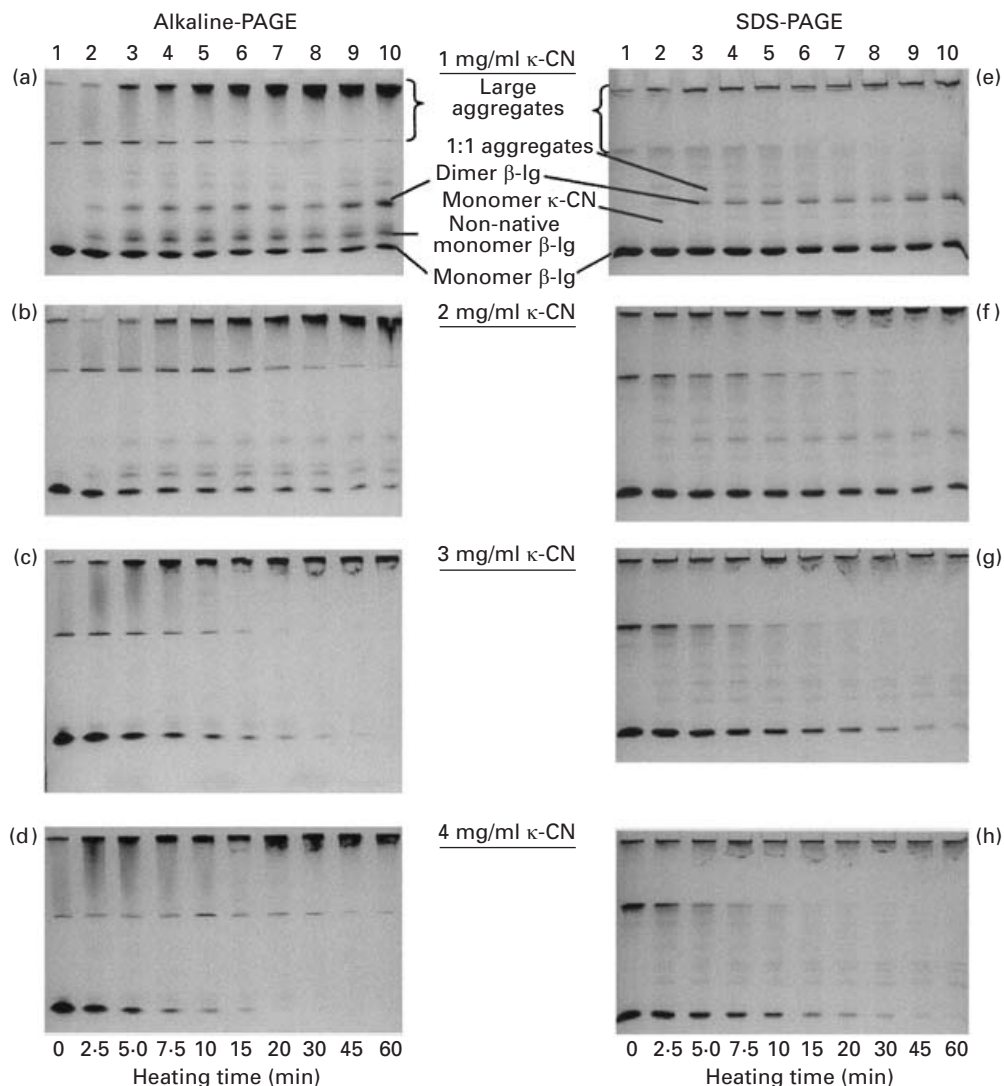 Alkaline-PAGE
SDS-PAGE
1 2 3 4 5 6 7 8 9 10
1 2 3 4 5 6 7 8 9 10
(a)
1 mg/ml κ-CN
(e)
Large
aggregates
1:1 aggregates
Dimer β-Ig
Monomer κ-CN
Non-native
monomer β-Ig
Monomer β-Ig
(b)
2 mg/ml κ-CN
(f)
(c)
3 mg/ml κ-CN
(g)
(d)
4 mg/ml κ-CN
(h)
0 2·5 5·0 7·5 10 15 20 30 45 60
0 2·5 5·0 7·5 10 15 20 30 45 60
Heating time (min)
Heating time (min)